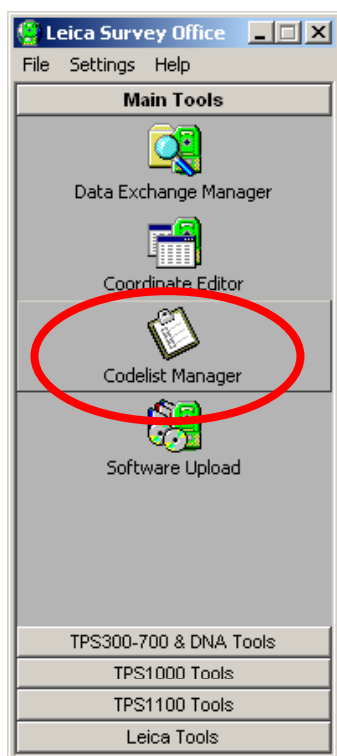 Leica Survey Office
File Settings Help
Main Tools
Data Exchange Manager
Coordinate Editor
Codelist Manager
Software Upload
TPS300-700 & DNA Tools
TPS1000 Tools
TPS1100 Tools
Leica Tools